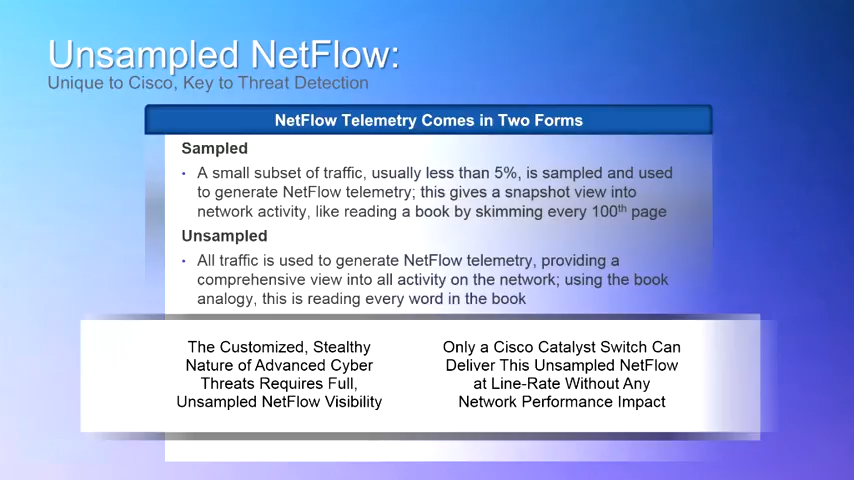 Unsampled NetFlow:
Unique to Cisco, Key to Threat Detection
NetFlow Telemetry Comes in Two Forms
Sampled
• A small subset of traffic, usually less than 5%, is sampled and used
to generate NetFlow telemetry; this gives a snapshot view into
network activity, like reading a book by skimming every 100th page
Unsampled
• All traffic is used to generate NetFlow telemetry, providing a
comprehensive view into all activity on the network; using the book
analogy, this is reading every word in the book
The Customized, Stealthy
Nature of Advanced Cyber
Threats Requires Full,
Unsampled NetFlow Visibility
Only a Cisco Catalyst Switch Can
Deliver This Unsampled NetFlow
at Line-Rate Without Any
Network Performance Impact